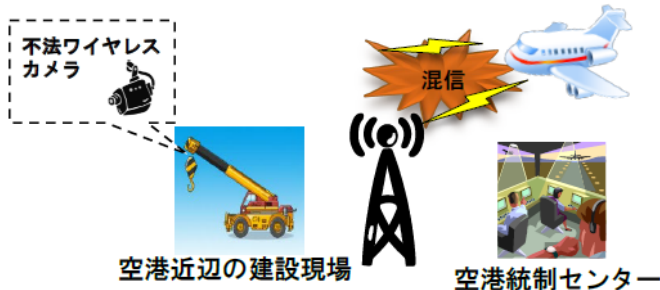 不法ワイヤレス
カメラ
混信
空港近辺の建設現場
空港統制センター